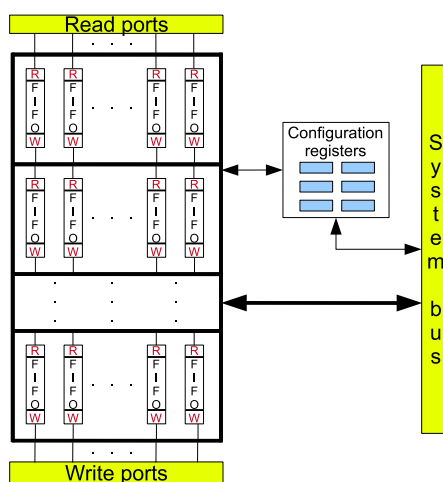 Read ports
. . .
R R R R
F F F F
I I I I
F F . . . F F
O O O O
W W W W
Configuration
registers
R R R R
F F F F
I I I I
F F . . . F F
O O O O
W W W W
. . . .
. . . .
R R R R
F F F F
I I I I
F F . . . F F
O O O O
W W W W
. . .
Write ports
S
y
s
t
e
m
b
u
s